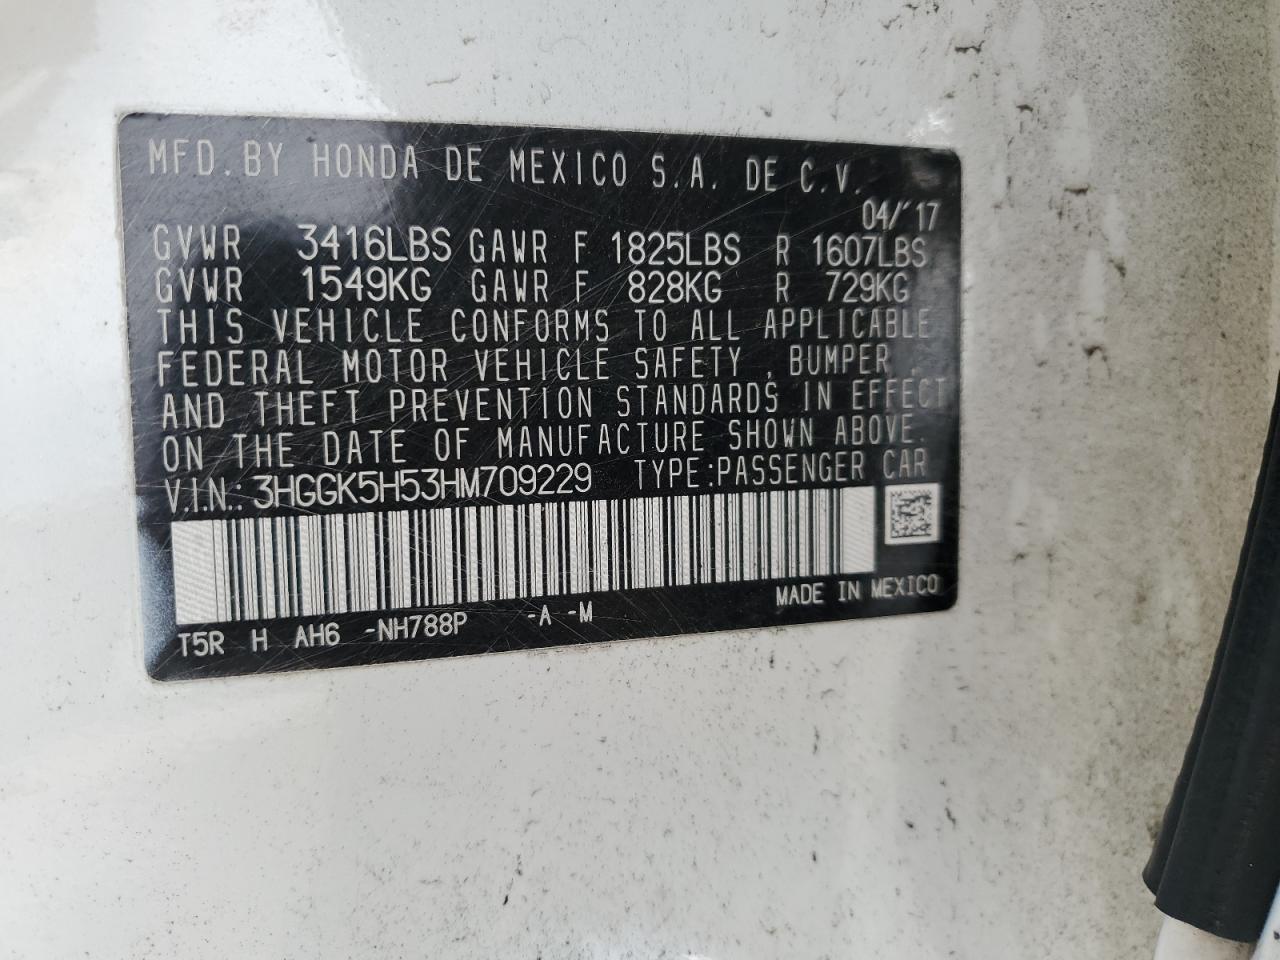 MFD. BY HONDA DE MEXICO S.A. DE C.V.
04/'17
GVWR 3416LBS GAWR F 1825LBS R 1607LBS
GVWR 1549KG GAWR F 828KG R 729KG
THIS VEHICLE CONFORMS TO ALL APPLICABLE
FEDERAL MOTOR VEHICLE SAFETY , BUMPER ,
AND THEFT PREVENTION STANDARDS IN EFFECT
ON THE DATE OF MANUFACTURE SHOWN ABOVE.
V.I.N.: 3HGGK5H53HM709229 TYPE:PASSENGER CAR
MADE IN MEXICO
T5R H AH6 -NH788P -A -M